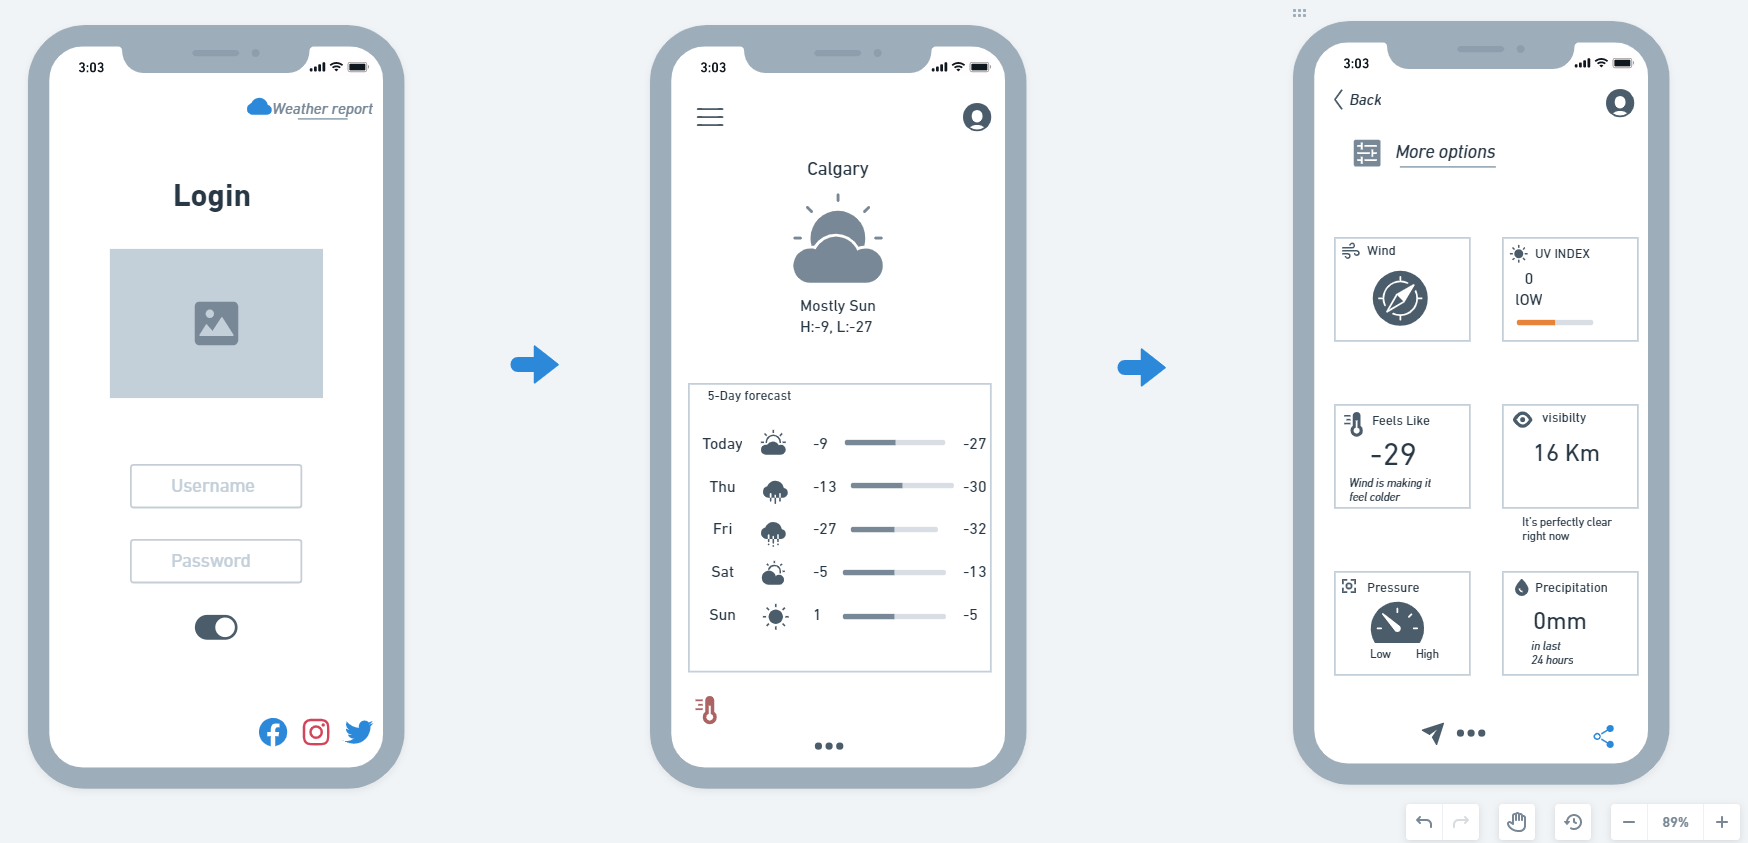 3:03
Weather report
Login
Username
Password
3:03
Calgary
Mostly Sun
H:-9, L:-27
5-Day forecast
Today -9 -27
Thu -13 -30
Fri -27 -32
Sat -5 -13
Sun 1 -5
3:03
Back
More options
Wind
UV INDEX
0
lOW
Feels Like
-29
Wind is making it
feel colder
visibilty
16 Km
It's perfectly clear
right now
Pressure
Low High
Precipitation
0mm
in last
24 hours
89%